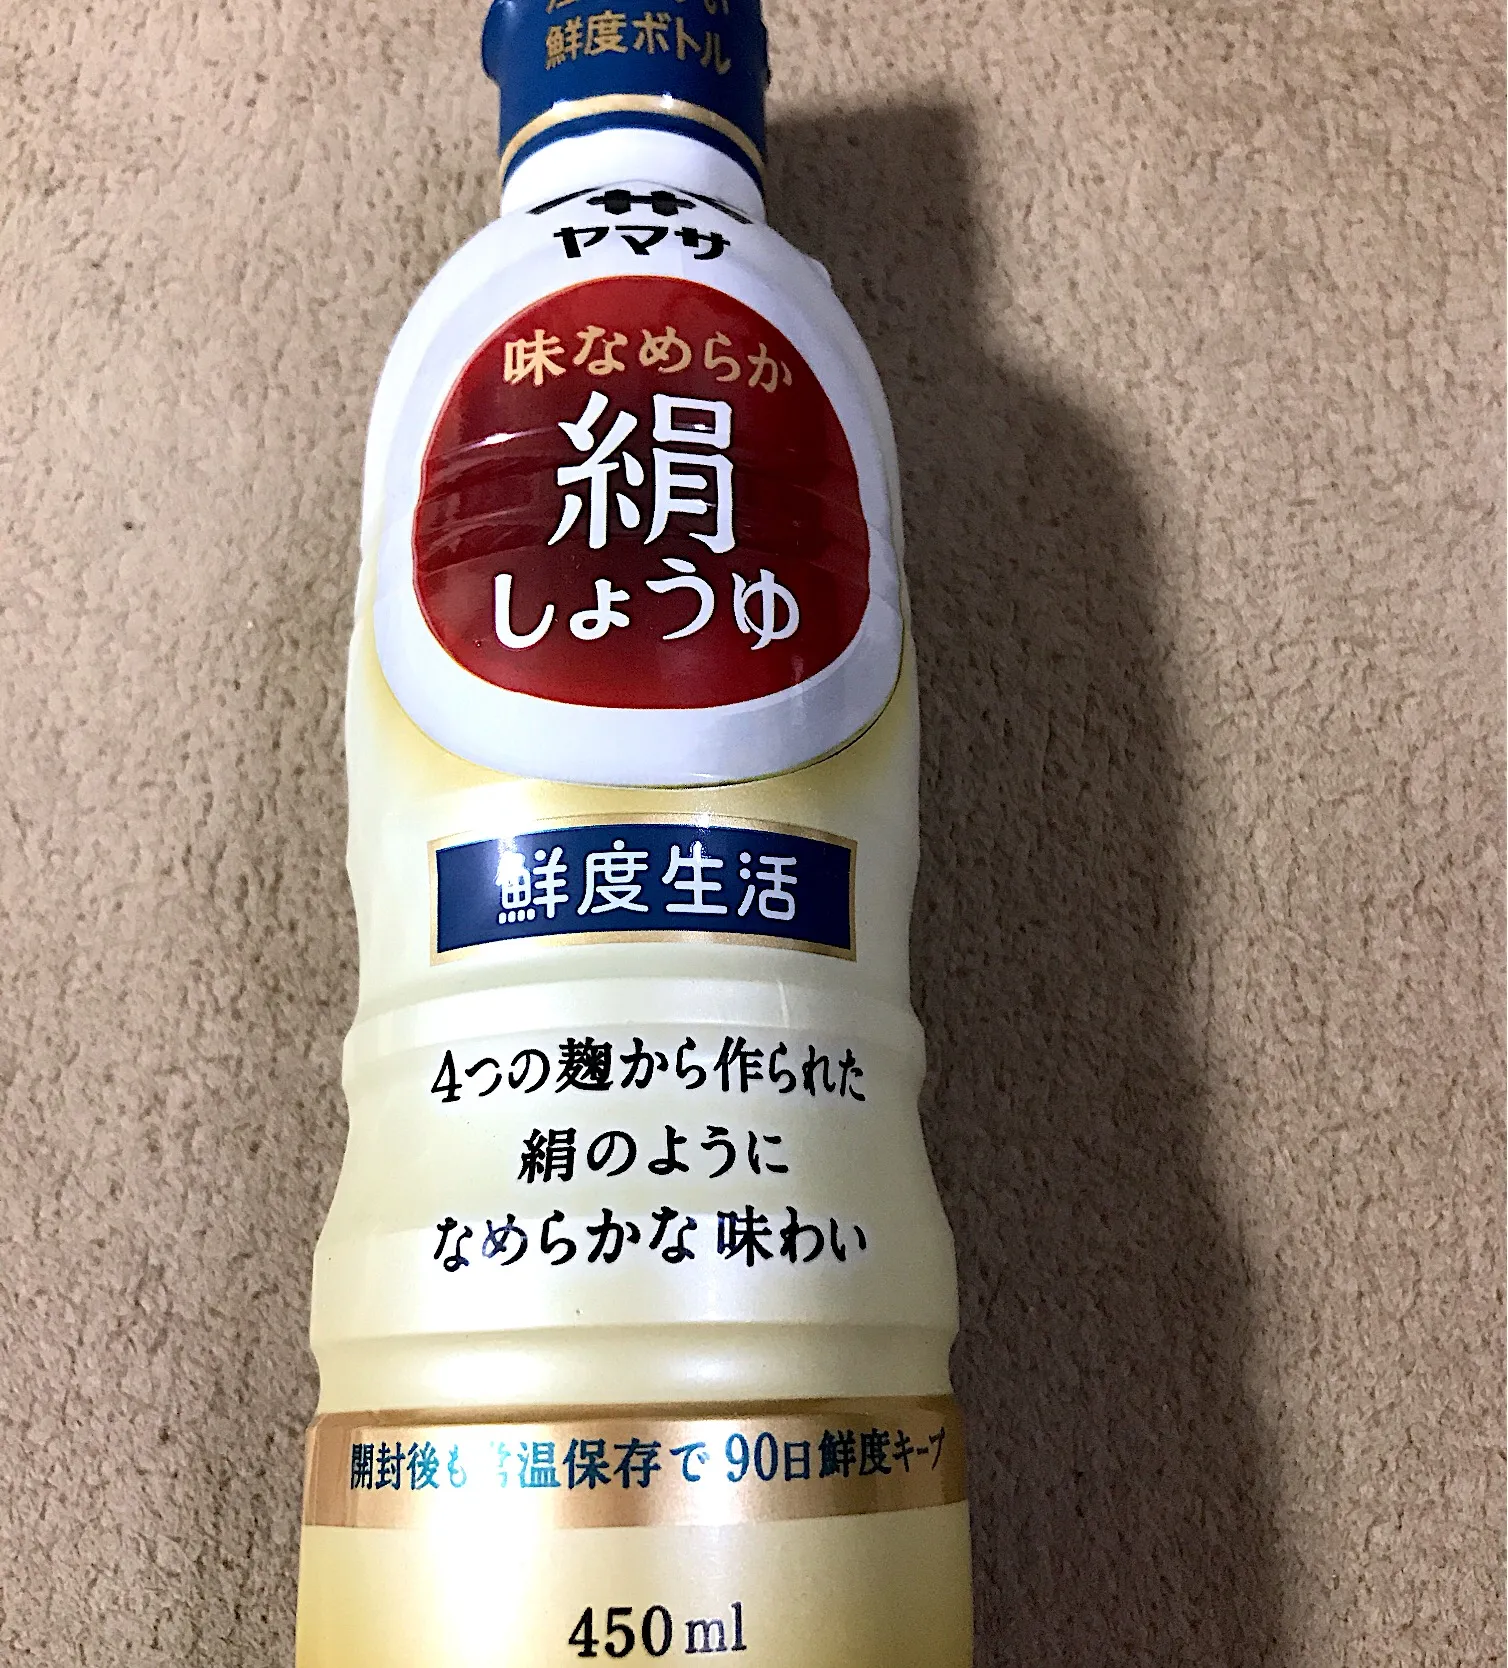 鮮度ボトル
ヤマサ
味なめらか
絹
しょうゆ
鮮度生活
4つの麹から作られた
絹のように
なめらかな味わい
開封後も常温保存で90日鮮度キープ
450ml